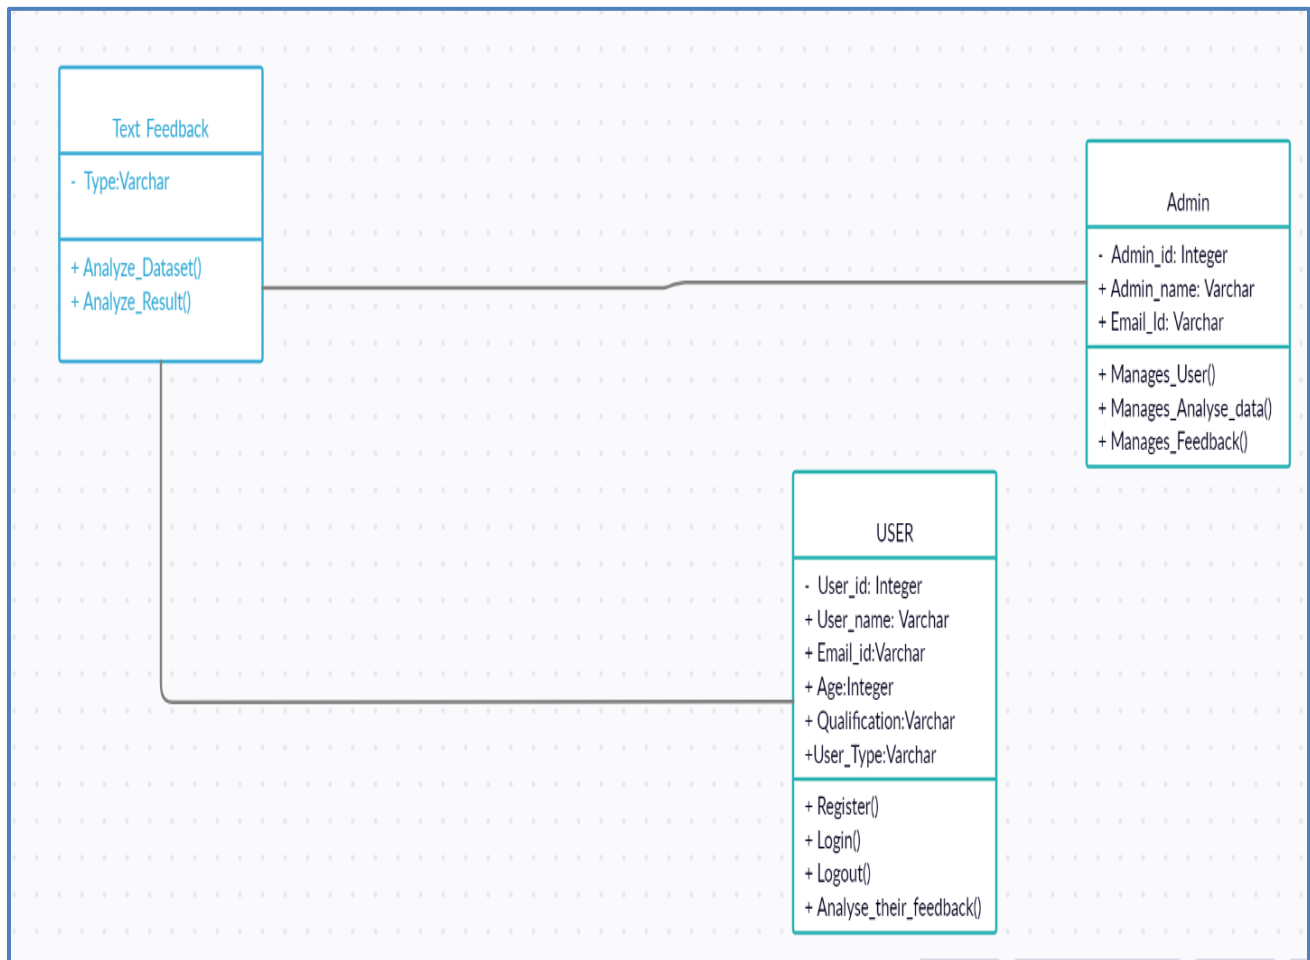 Text Feedback
- Type:Varchar
+ Analyze_Dataset()
+ Analyze_Result()
Admin
- Admin_id: Integer
+ Admin_name: Varchar
+ Email_Id: Varchar
+ Manages_User()
+ Manages_Analyse_data()
+ Manages_Feedback()
USER
- User_id: Integer
+ User_name: Varchar
+ Email_id:Varchar
+ Age:Integer
+ Qualification:Varchar
+User_Type:Varchar
+ Register()
+ Login()
+ Logout()
+ Analyse_their_feedback()